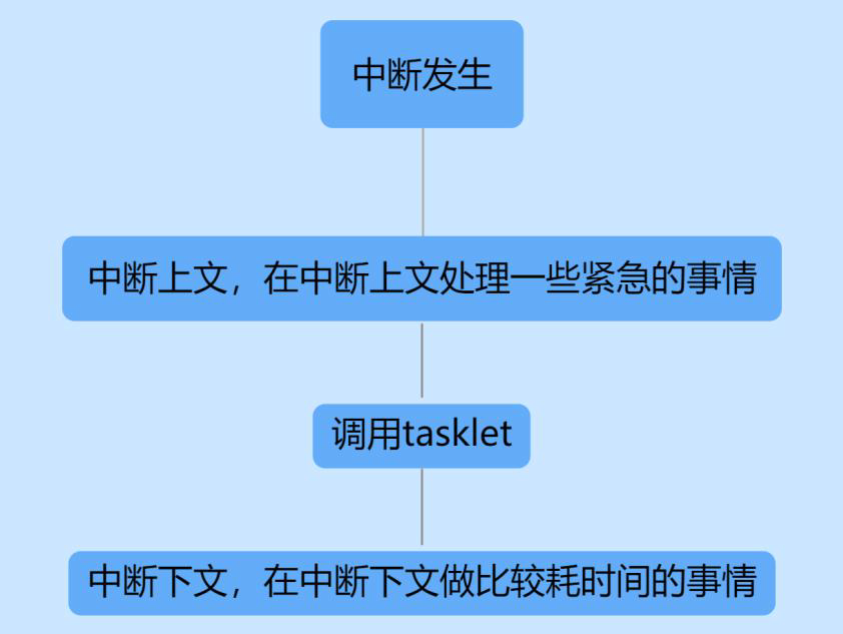 中断发生
中断上文，在中断上文处理一些紧急的事情
调用tasklet
中断下文，在中断下文做比较耗时间的事情